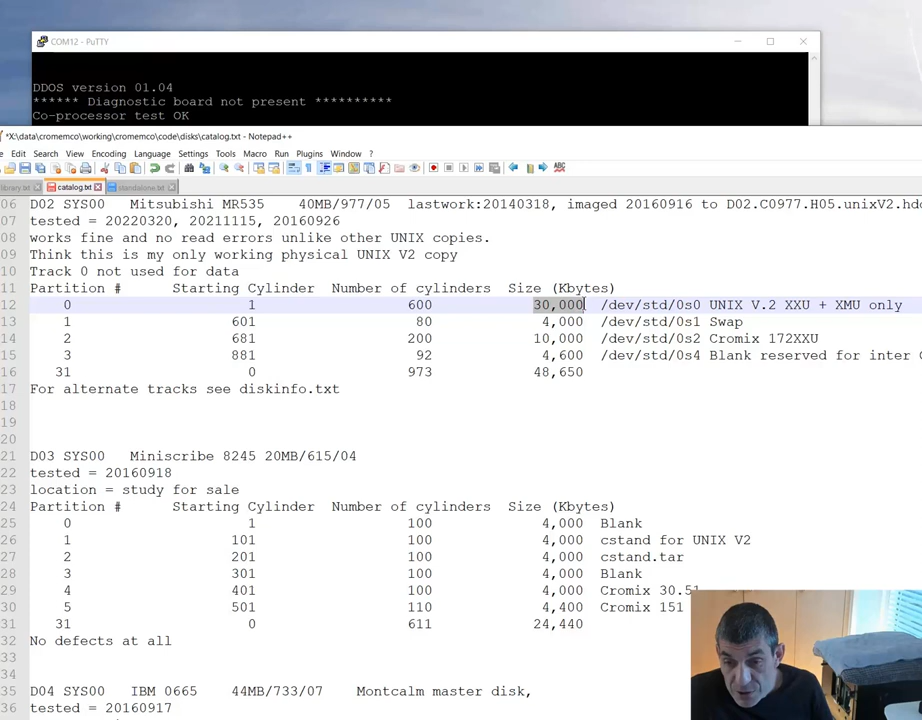 COM12 - PuTTY
DDOS version 01.04
****** Diagnostic board not present **********
Co-processor test OK
*X:\data\cromemco\working\cromemco\code\disks\catalog.txt - Notepad++
Edit Search View Encoding Language Settings Tools Macro Run Plugins Window ?
library.txt catalog.txt standalone.txt
06 D02 SYS00 Mitsubishi MR535 40MB/977/05 lastwork:20140318, imaged 20160916 to D02.C0977.H05.unixV2.hdd
07 tested = 20220320, 20211115, 20160926
08 works fine and no read errors unlike other UNIX copies.
09 Think this is my only working physical UNIX V2 copy
10 Track 0 not used for data
11 Partition # Starting Cylinder Number of cylinders Size (Kbytes)
12 0 1 600 30,000 /dev/std/0s0 UNIX V.2 XXU + XMU only
13 1 601 80 4,000 /dev/std/0s1 Swap
14 2 681 200 10,000 /dev/std/0s2 Cromix 172XXU
15 3 881 92 4,600 /dev/std/0s4 Blank reserved for inter
16 31 0 973 48,650
17 For alternate tracks see diskinfo.txt
18
19
20
21 D03 SYS00 Miniscribe 8245 20MB/615/04
22 tested = 20160918
23 location = study for sale
24 Partition # Starting Cylinder Number of cylinders Size (Kbytes)
25 0 1 100 4,000 Blank
26 1 101 100 4,000 cstand for UNIX V2
27 2 201 100 4,000 cstand.tar
28 3 301 100 4,000 Blank
29 4 401 100 4,000 Cromix 30.51
30 5 501 110 4,400 Cromix 151
31 31 0 611 24,440
32 No defects at all
33
34
35 D04 SYS00 IBM 0665 44MB/733/07 Montcalm master disk,
36 tested = 20160917